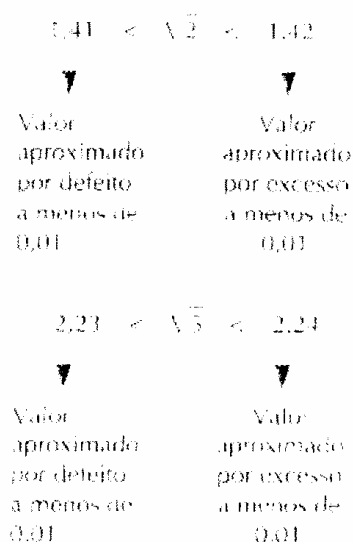 1,41 < √2 < 1,42
Valor Valor
aproximado aproximado
por defeito por excesso
a menos de a menos de
0,01 0,01
2,23 < √5 < 2,24
Valor Valor
aproximado aproximado
por defeito por excesso
a menos de a menos de
0,01 0,01